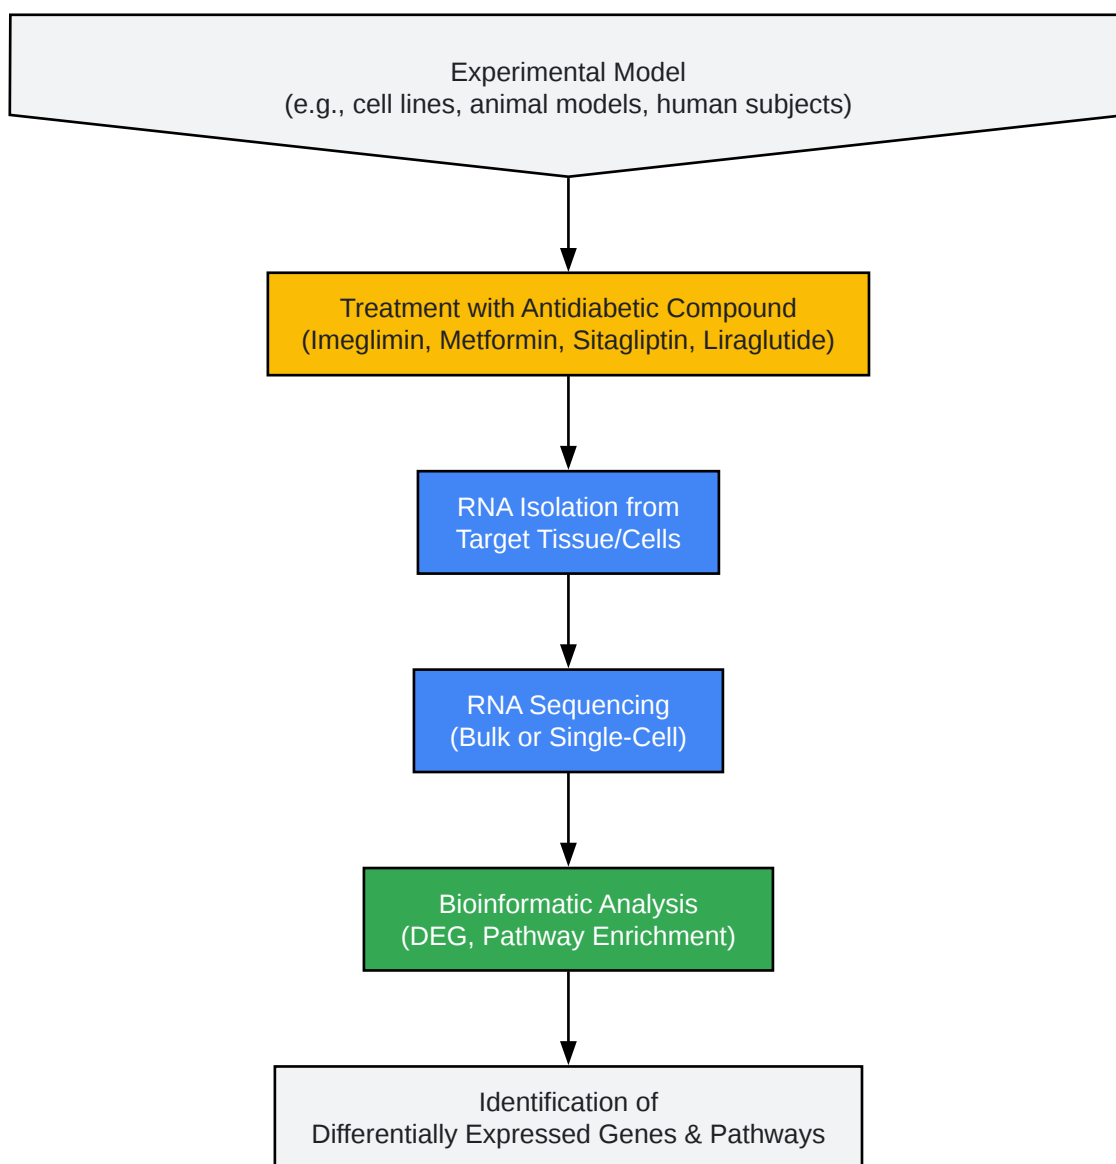 Experimental Model
(e.g., cell lines, animal models, human subjects)
Treatment with Antidiabetic Compound
(Imeglimin, Metformin, Sitagliptin, Liraglutide)
RNA Isolation from
Target Tissue/Cells
RNA Sequencing
(Bulk or Single-Cell)
Bioinformatic Analysis
(DEG, Pathway Enrichment)
Identification of
Differentially Expressed Genes & Pathways